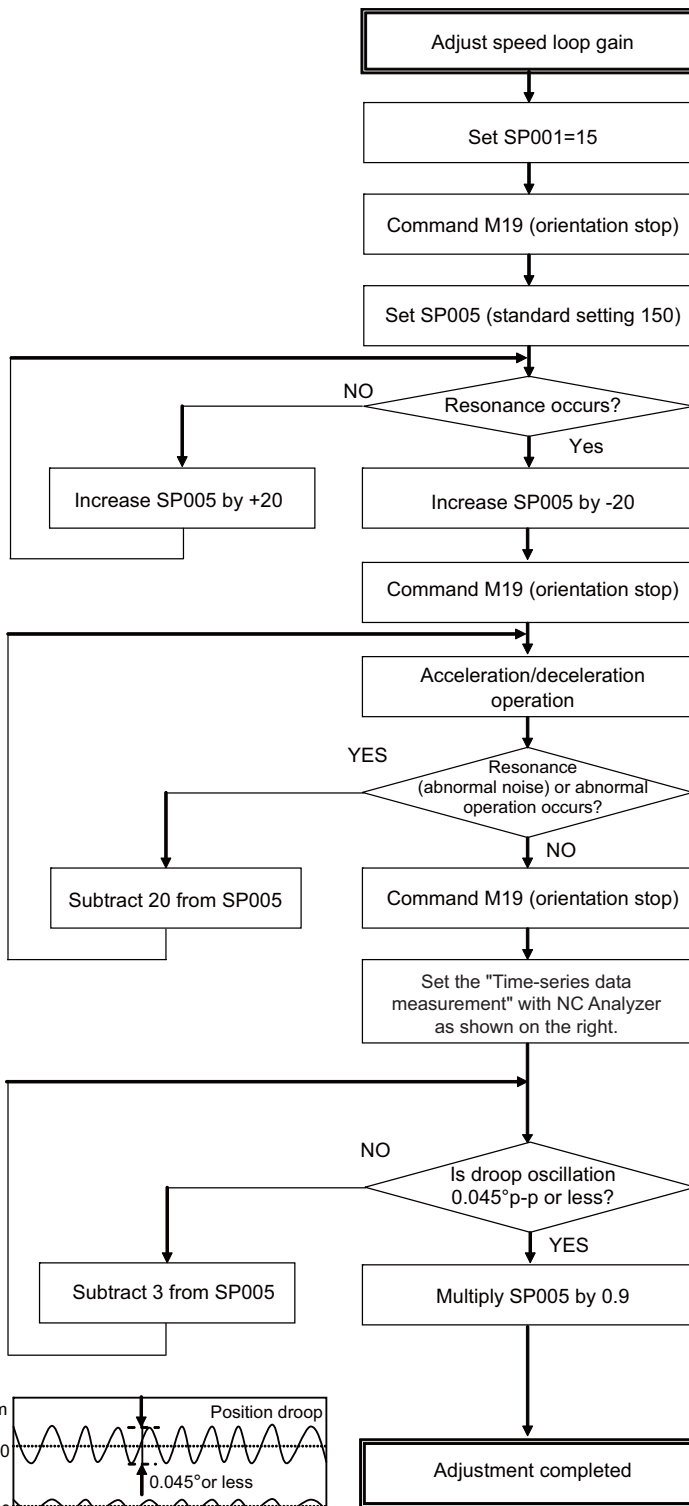 Adjust speed loop gain
Set SP001=15
Command M19 (orientation stop)
Set SP005 (standard setting 150)
NO
Resonance occurs?
Yes
Increase SP005 by +20
Increase SP005 by -20
Command M19 (orientation stop)
Acceleration/deceleration
operation
YES
Resonance
(abnormal noise) or abnormal
operation occurs?
NO
Subtract 20 from SP005
Command M19 (orientation stop)
Set the "Time-series data
measurement" with NC Analyzer
as shown on the right.
NO
Is droop oscillation
0.045°p-p or less?
YES
Subtract 3 from SP005
Multiply SP005 by 0.9
Position droop
0
0.045°or less
Adjustment completed